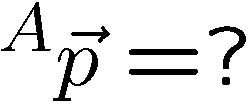 $^{A}\vec{p} = ?$